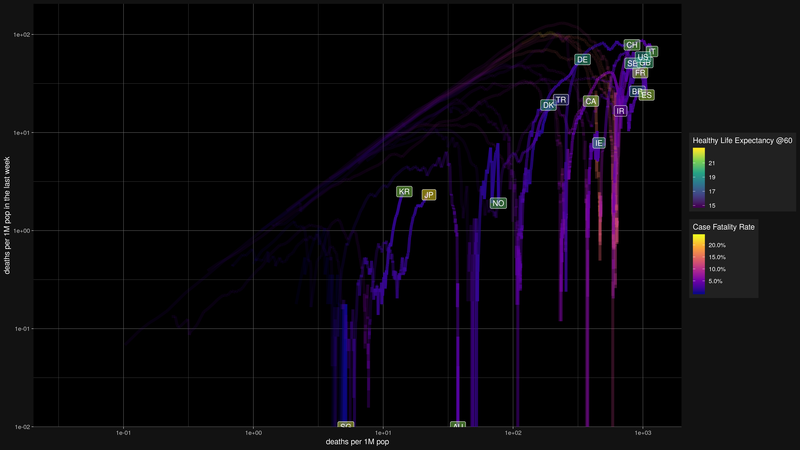 1e+02
1e+01
1e+00
1e-01
1e-02
deaths per 1M pop in the last week
CH
IT
US
DE
SE
GB
FR
BR
ES
TR
CA
DK
IR
IE
KR
JP
NO
SG
AU
1e-01
1e+00
1e+01
1e+02
1e+03
deaths per 1M pop
Healthy Life Expectancy @60
21
19
17
15
Case Fatality Rate
20.0%
15.0%
10.0%
5.0%